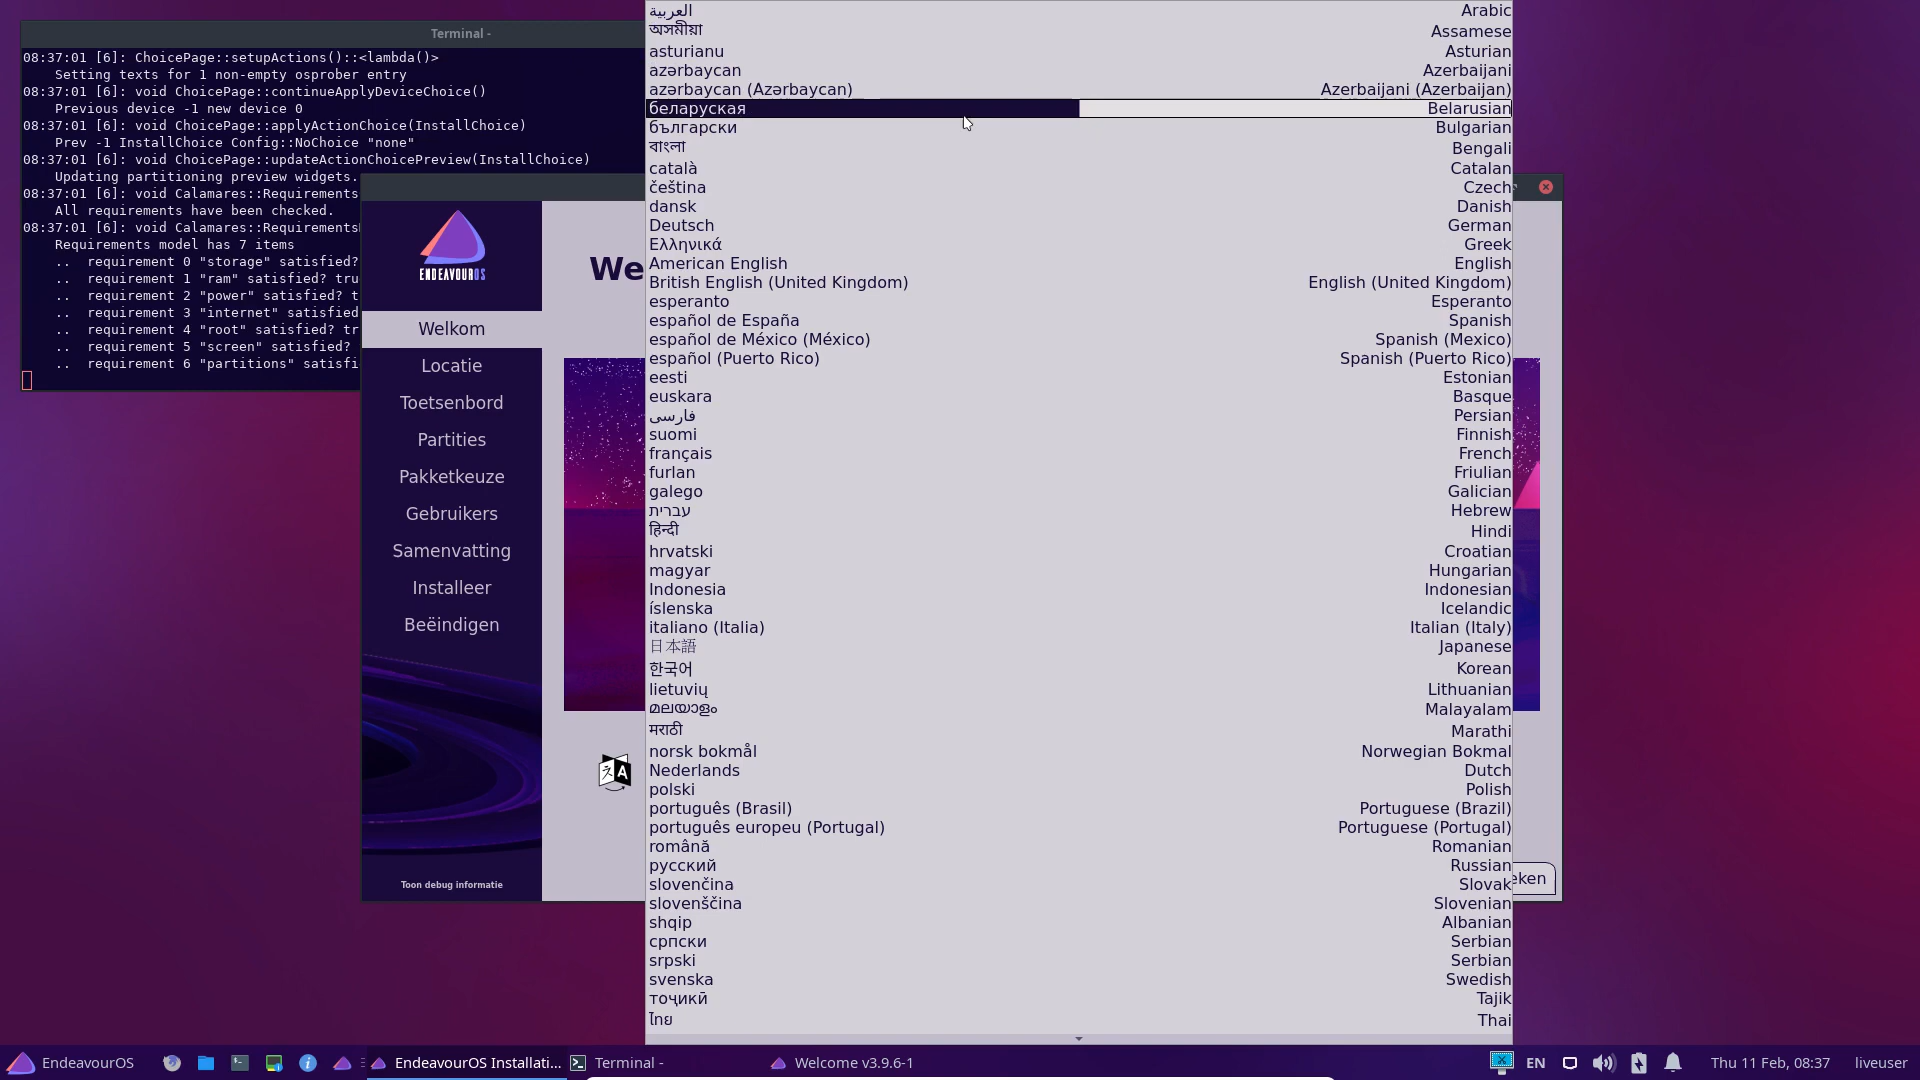 Terminal -
08:37:01 [6]: ChoicePage::setupActions()::<lambda()>
Setting texts for 1 non-empty osprober entry
08:37:01 [6]: void ChoicePage::continueApplyDeviceChoice()
Previous device -1 new device 0
08:37:01 [6]: void ChoicePage::applyActionChoice(InstallChoice)
Prev -1 InstallChoice Config::NoChoice "none"
08:37:01 [6]: void ChoicePage::updateActionChoicePreview(InstallChoice)
Updating partitioning preview widgets.
08:37:01 [6]: void Calamares::Requirements
All requirements have been checked.
08:37:01 [6]: void Calamares::Requirements
Requirements model has 7 items
.. requirement 0 "storage" satisfied?
.. requirement 1 "ram" satisfied? tru
.. requirement 2 "power" satisfied? t
.. requirement 3 "internet" satisfied
.. requirement 4 "root" satisfied? tr
.. requirement 5 "screen" satisfied?
.. requirement 6 "partitions" satisfi
ENDEAVOUROS
Welkom
Locatie
Toetsenbord
Partities
Pakketkeuze
Gebruikers
Samenvatting
Installeer
Beëindigen
Toon debug informatie
We
العربية Arabic
অসমীয়া Assamese
asturianu Asturian
azərbaycan Azerbaijani
azərbaycan (Azərbaycan) Azerbaijani (Azerbaijan)
беларуская Belarusian
български Bulgarian
বাংলা Bengali
català Catalan
čeština Czech
dansk Danish
Deutsch German
Ελληνικά Greek
American English English
British English (United Kingdom) English (United Kingdom)
esperanto Esperanto
español de España Spanish
español de México (México) Spanish (Mexico)
español (Puerto Rico) Spanish (Puerto Rico)
eesti Estonian
euskara Basque
فارسی Persian
suomi Finnish
français French
furlan Friulian
galego Galician
עברית Hebrew
हिन्दी Hindi
hrvatski Croatian
magyar Hungarian
Indonesia Indonesian
íslenska Icelandic
italiano (Italia) Italian (Italy)
日本語 Japanese
한국어 Korean
lietuvių Lithuanian
മലയാളം Malayalam
मराठी Marathi
norsk bokmål Norwegian Bokmal
Nederlands Dutch
polski Polish
português (Brasil) Portuguese (Brazil)
português europeu (Portugal) Portuguese (Portugal)
română Romanian
русский Russian
slovenčina Slovak
slovenščina Slovenian
shqip Albanian
српски Serbian
srpski Serbian
svenska Swedish
тоҷикӣ Tajik
ไทย Thai
eken
EndeavourOS
EndeavourOS Installati...
Terminal -
Welcome v3.9.6-1
EN
Thu 11 Feb, 08:37
liveuser